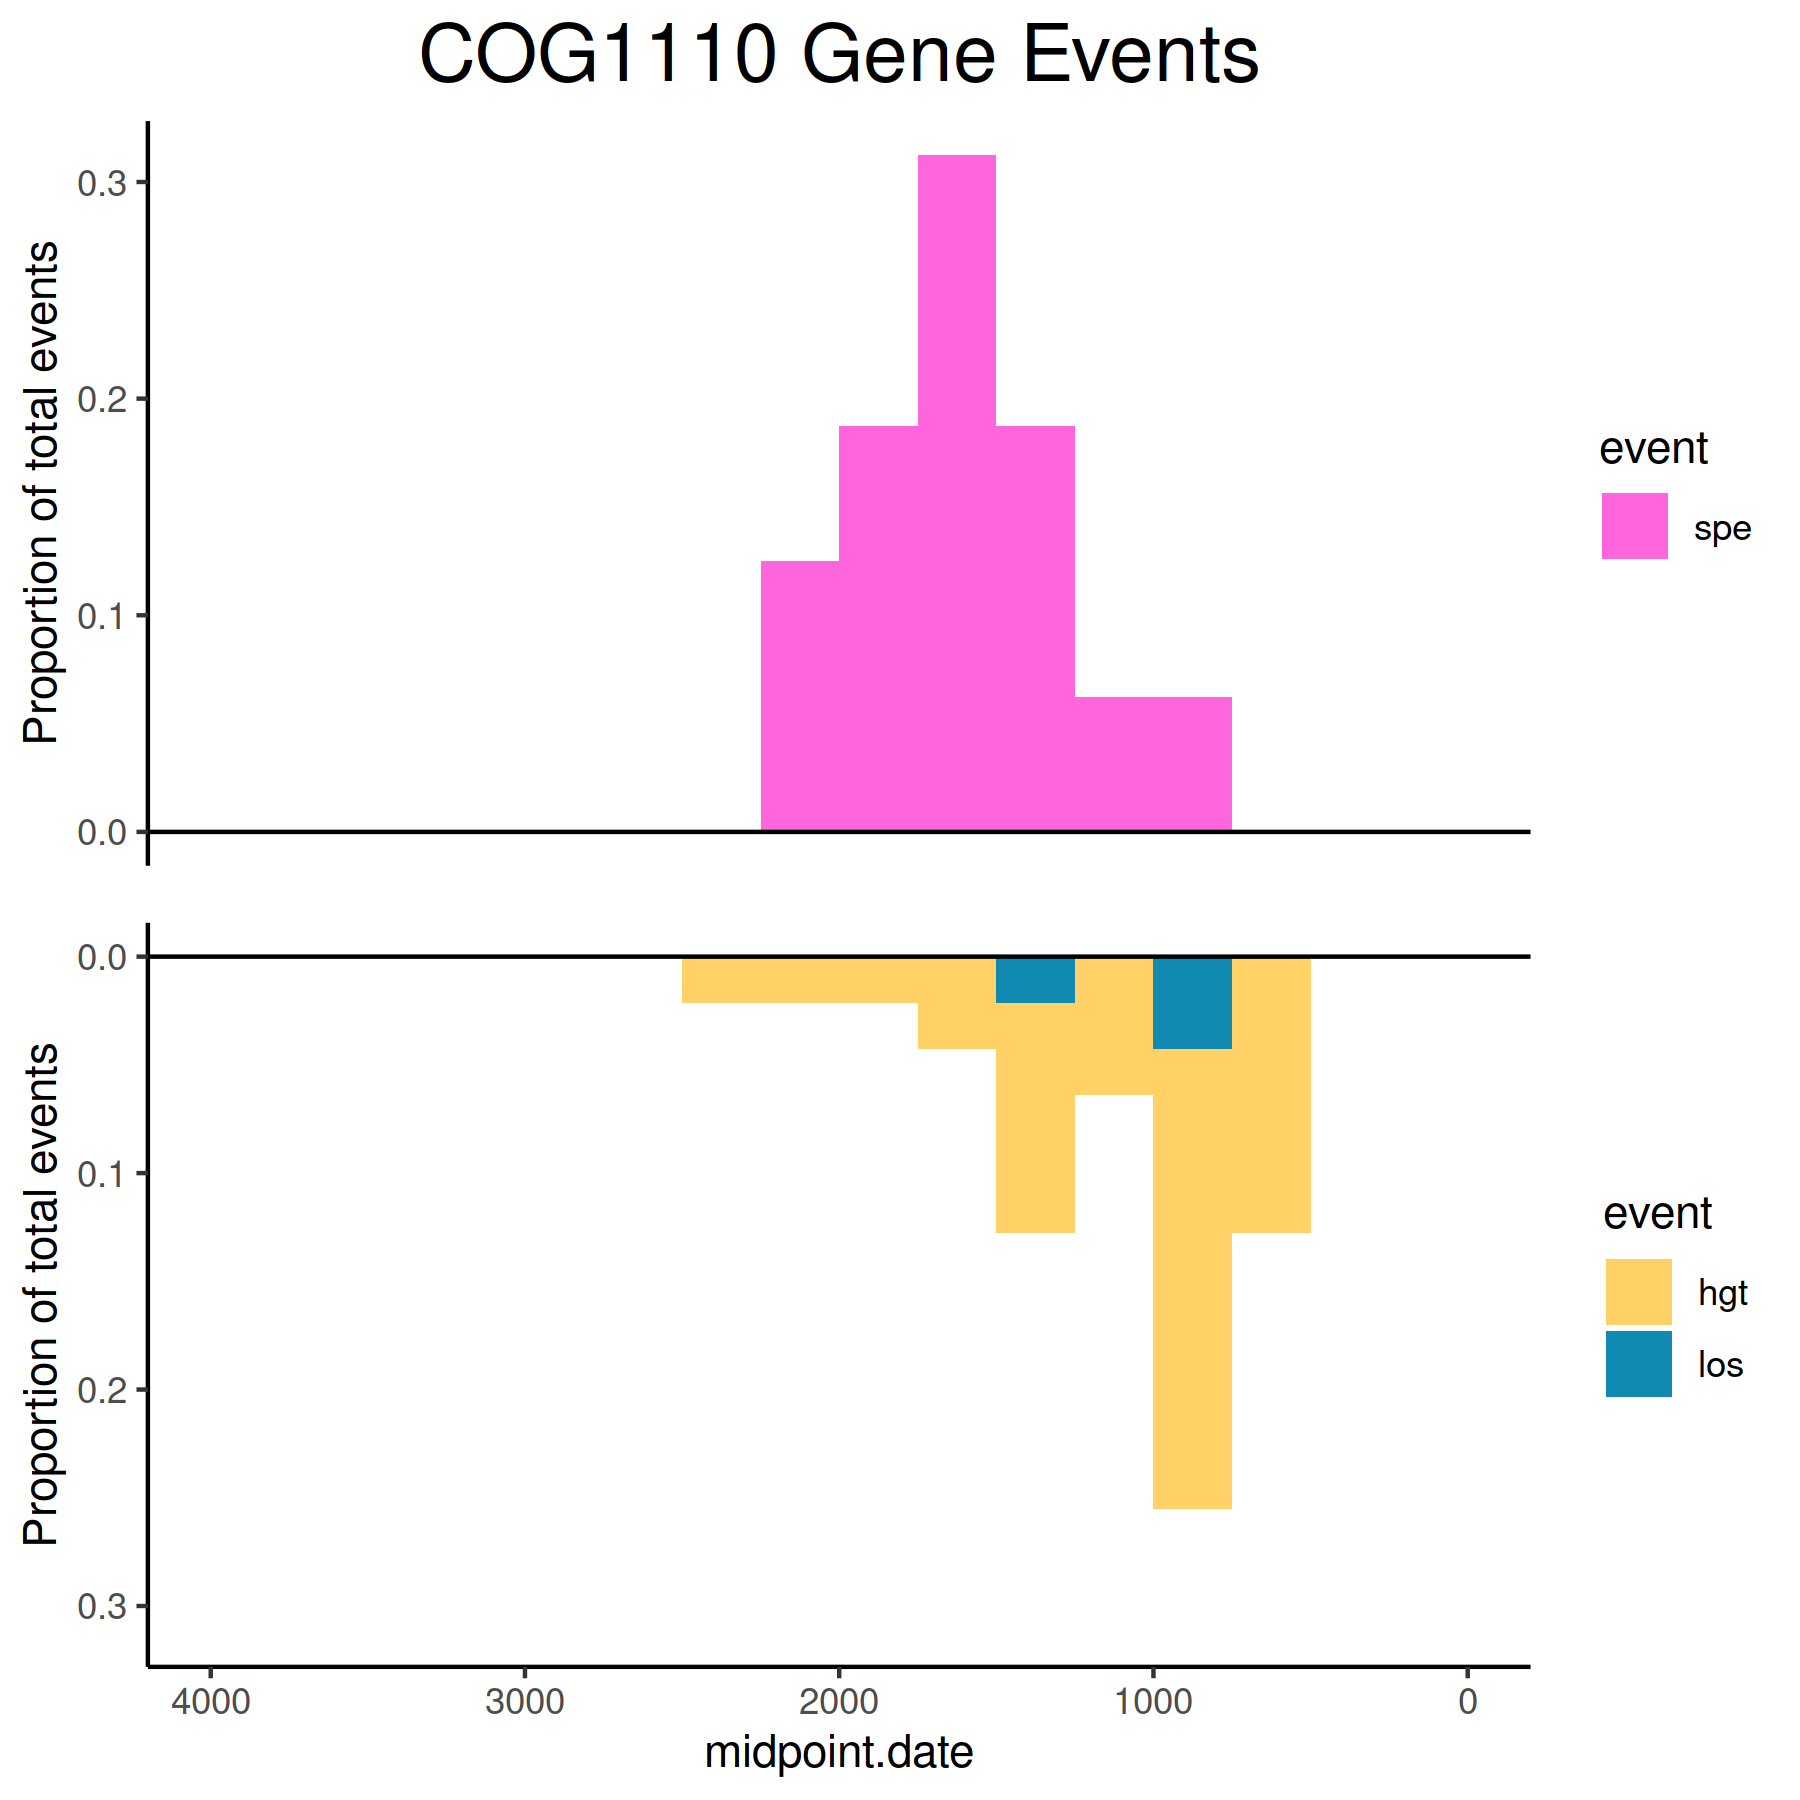 COG1110 Gene Events
Proportion of total events
0.3
0.2
0.1
0.0
event
spe
Proportion of total events
0.0
0.1
0.2
0.3
event
hgt
los
4000 3000 2000 1000 0
midpoint.date